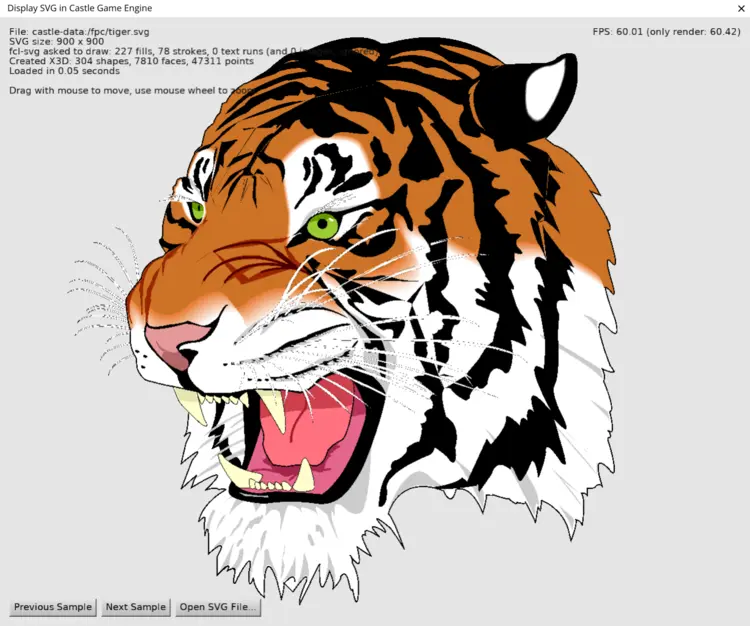 Display SVG in Castle Game Engine
File: castle-data:/fpc/tiger.svg
FPS: 60.01 (only render: 60.42)
SVG size: 900 x 900
fcl-svg asked to draw: 227 fills, 78 strokes, 0 text runs (and 0
Created X3D: 304 shapes, 7810 faces, 47311 points
Loaded in 0.05 seconds
Drag with mouse to move, use mouse wheel to zoom
Previous Sample
Next Sample
Open SVG File...